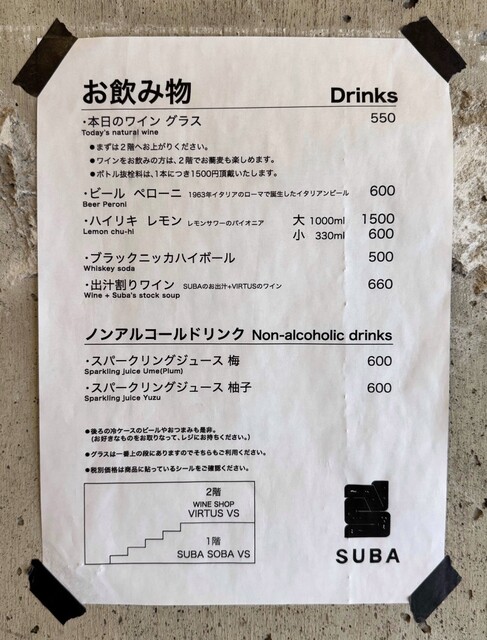 お飲み物 Drinks
・本日のワイン グラス 550
Today's natural wine
●まずは2階へお上がりください。
●ワインをお飲みの方は、2階でお蕎麦も楽しめます。
●ボトル抜栓料は、1本につき1500円頂戴いたします。
・ビール ペローニ 1963年イタリアのローマで誕生したイタリアンビール 600
Beer Peroni
・ハイリキ レモン レモンサワーのパイオニア 大 1000ml 1500
Lemon chu-hi 小 330ml 600
・ブラックニッカハイボール 500
Whiskey soda
・出汁割りワイン SUBAのお出汁+VIRTUSのワイン 660
Wine + Suba's stock soup
ノンアルコールドリンク Non-alcoholic drinks
・スパークリングジュース 梅 600
Sparkling juice Ume(Plum)
・スパークリングジュース 柚子 600
Sparkling juice Yuzu
●後ろの冷ケースのビールやおつまみも是非。
(お好きなものをお取りなって、レジにお持ちください。)
●グラスは一番上の段にありますのでそちらもご利用ください。
●税別価格は商品に貼っているシールをご確認ください。
2階
WINE SHOP
VIRTUS VS
1階
SUBA SOBA VS
SUBA